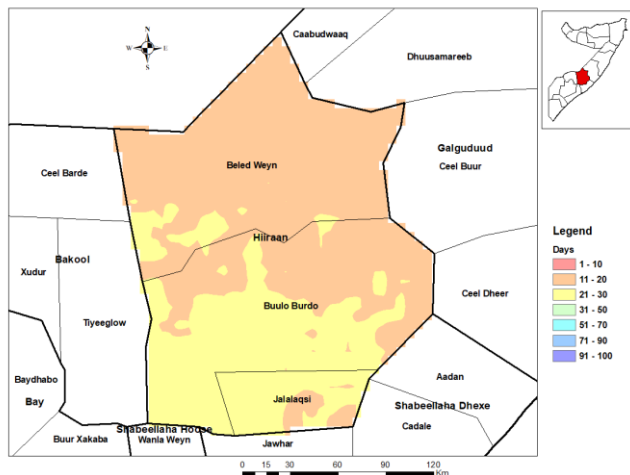 N
W E
S
Caabudwaaq
Dhuusamareeb
Galguduud
Ceel Barde
Beled Weyn
Ceel Buur
Hiiraan
Bakool
Xudur
Ceel Dheer
Buulo Burdo
Tiyeeglow
Baydhabo
Aadan
Bay
Jalalaqsi
Shabeellaha Dhexe
Shabeellaha Hoose
Cadale
Buur Xakaba
Wanla Weyn
Jawhar
Legend
Days
1 - 10
11 - 20
21 - 30
31 - 50
51 - 70
71 - 90
91 - 100
0 15 30 60 90 120
Km